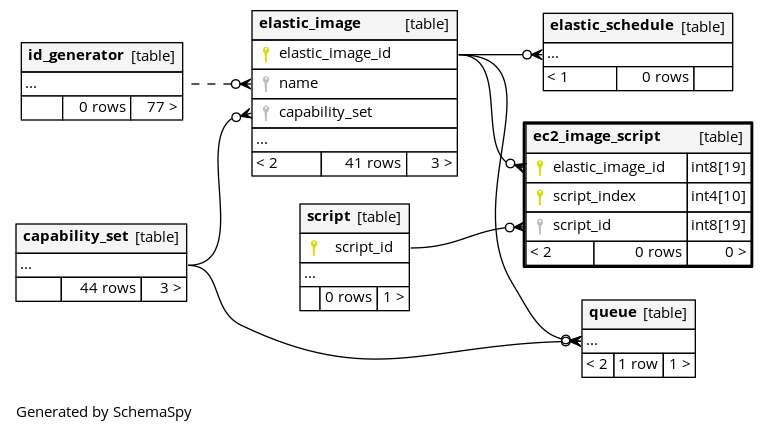 id_generator [table]
...
0 rows 77 >
elastic_image [table]
elastic_image_id
name
capability_set
...
< 2 41 rows 3 >
elastic_schedule [table]
...
< 1 0 rows
ec2_image_script [table]
elastic_image_id int8[19]
script_index int4[10]
script_id int8[19]
< 2 0 rows 0 >
capability_set [table]
...
44 rows 3 >
script [table]
script_id
...
0 rows 1 >
queue [table]
...
< 2 1 row 1 >
Generated by SchemaSpy